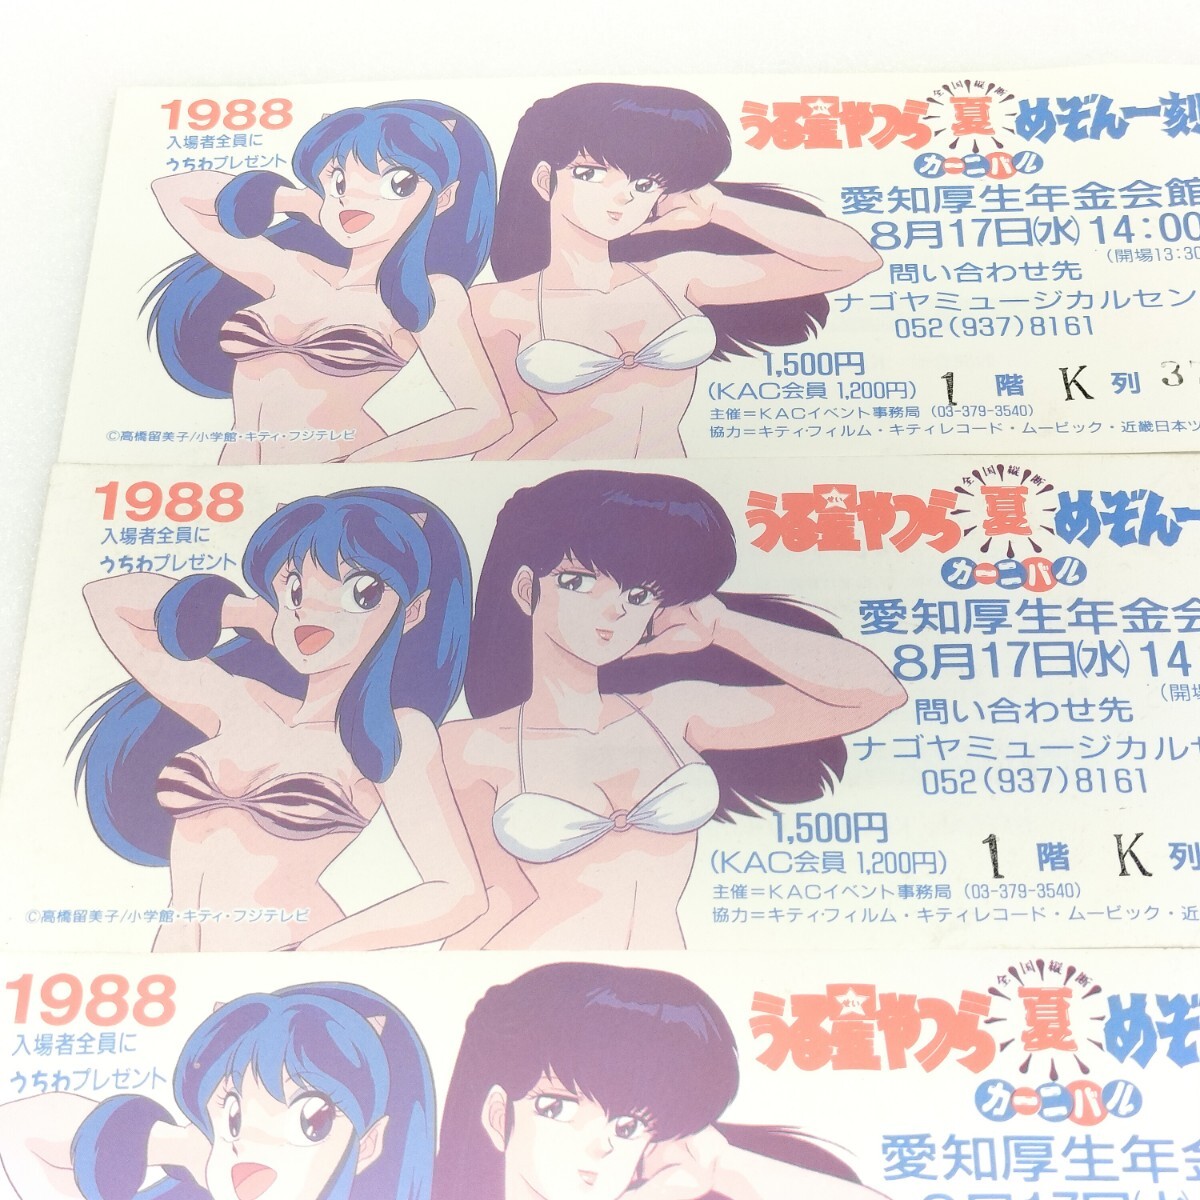 1988
入場者全員に
うちわプレゼント
うる星やつら
せい
全国縦断
夏
めぞん一刻
カーニバル
愛知厚生年金会館
8月17日(水)14:00
(開場13:30
問い合わせ先
ナゴヤミュージカルセン
052(937)8161
1,500円
(KAC会員 1,200円)
1 階 K 列 37
主催=KACイベント事務局 (03-379-3540)
協力=キティ・フィルム・キティレコード・ムービック・近畿日本ツ
©高橋留美子/小学館・キティ・フジテレビ
1988
入場者全員に
うちわプレゼント
うる星やつら
せい
全国縦断
夏
めぞん一
カーニバル
愛知厚生年金会
8月17日(水)14
(開場
問い合わせ先
ナゴヤミュージカルセ
052(937)8161
1,500円
(KAC会員 1,200円)
1 階 K 列
主催=KACイベント事務局 (03-379-3540)
協力=キティ・フィルム・キティレコード・ムービック・近
©高橋留美子/小学館・キティ・フジテレビ
1988
入場者全員に
うちわプレゼント
うる星やつら
せい
全国縦断
夏
めぞ
カーニバル
愛知厚生年金
8月17日(水)